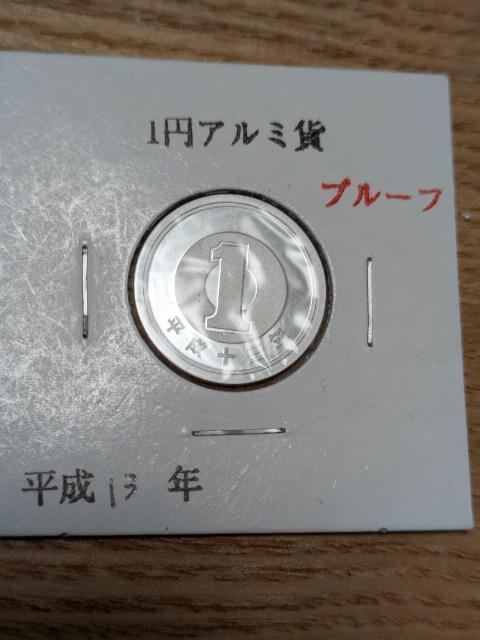 1円アルミ貨
プルーフ
1
平成十三年
平成13年